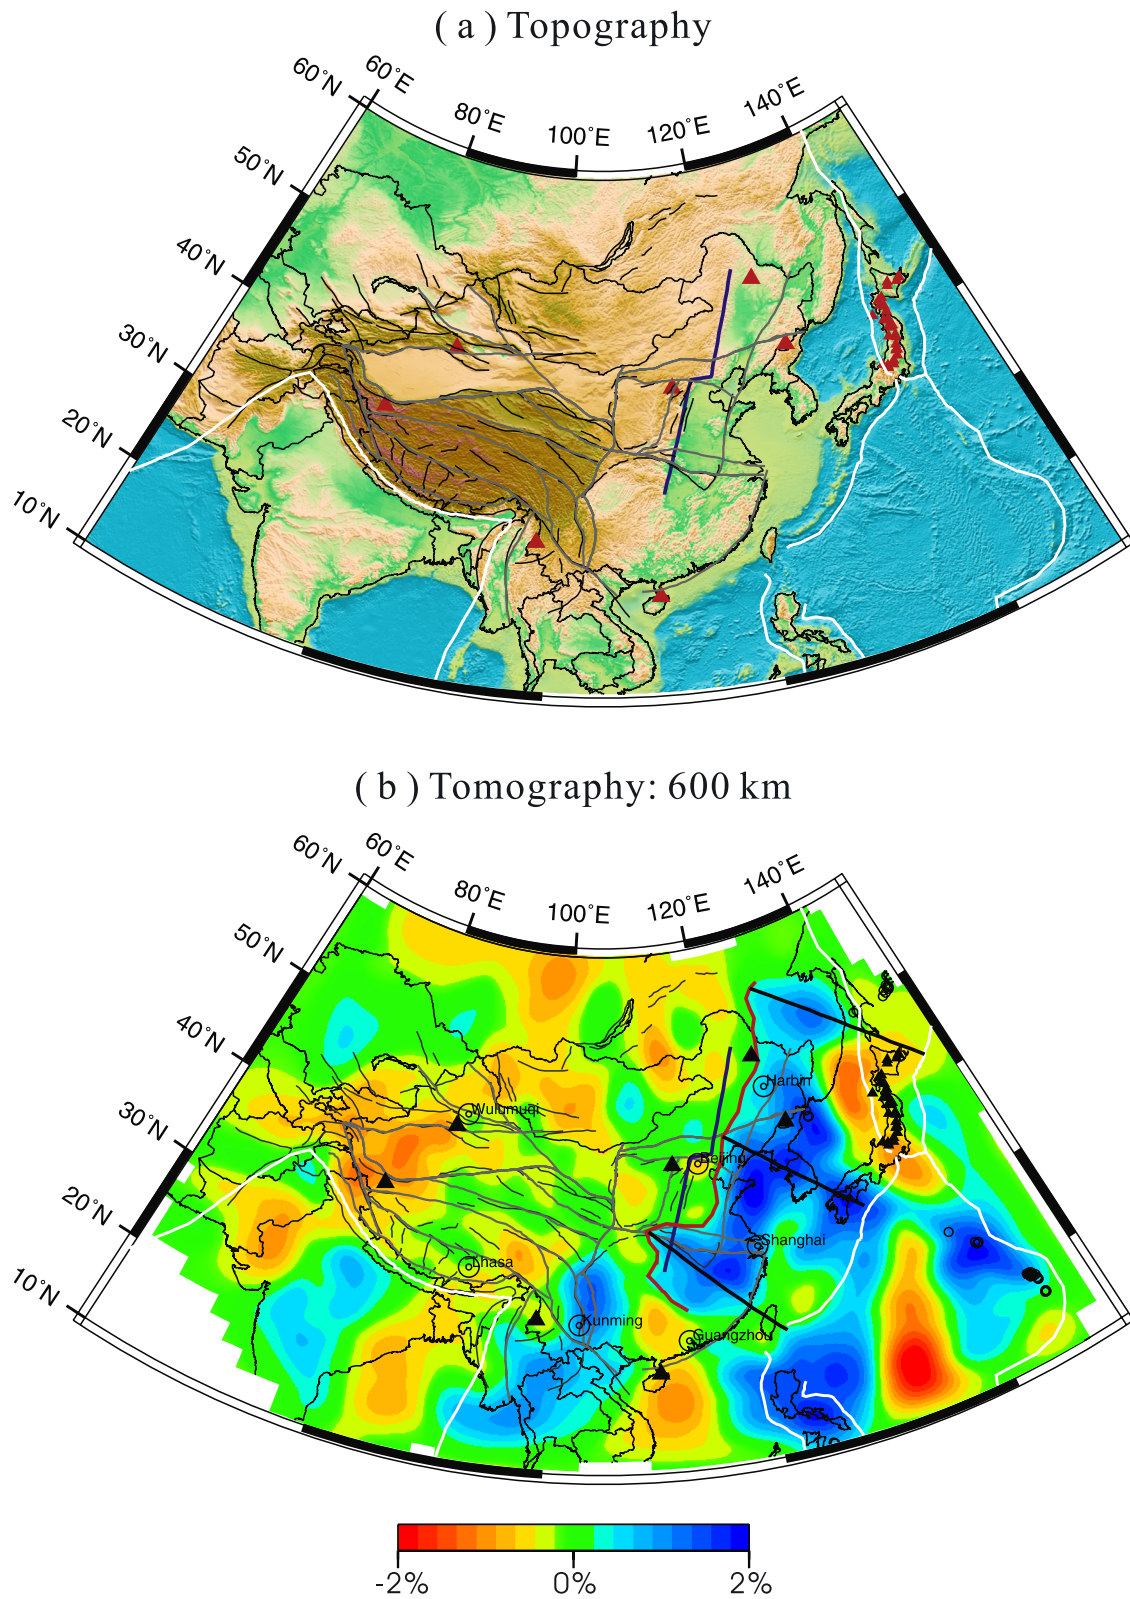 ( a ) Topography
60°N
60°E
80°E
100°E
120°E
140°E
50°N
40°N
30°N
20°N
10°N
( b ) Tomography: 600 km
60°N
60°E
80°E
100°E
120°E
140°E
50°N
40°N
30°N
20°N
10°N
Harbin
Wulumuqi
Beijing
Shanghai
Lhasa
Kunming
Guangzhou
-2%
0%
2%